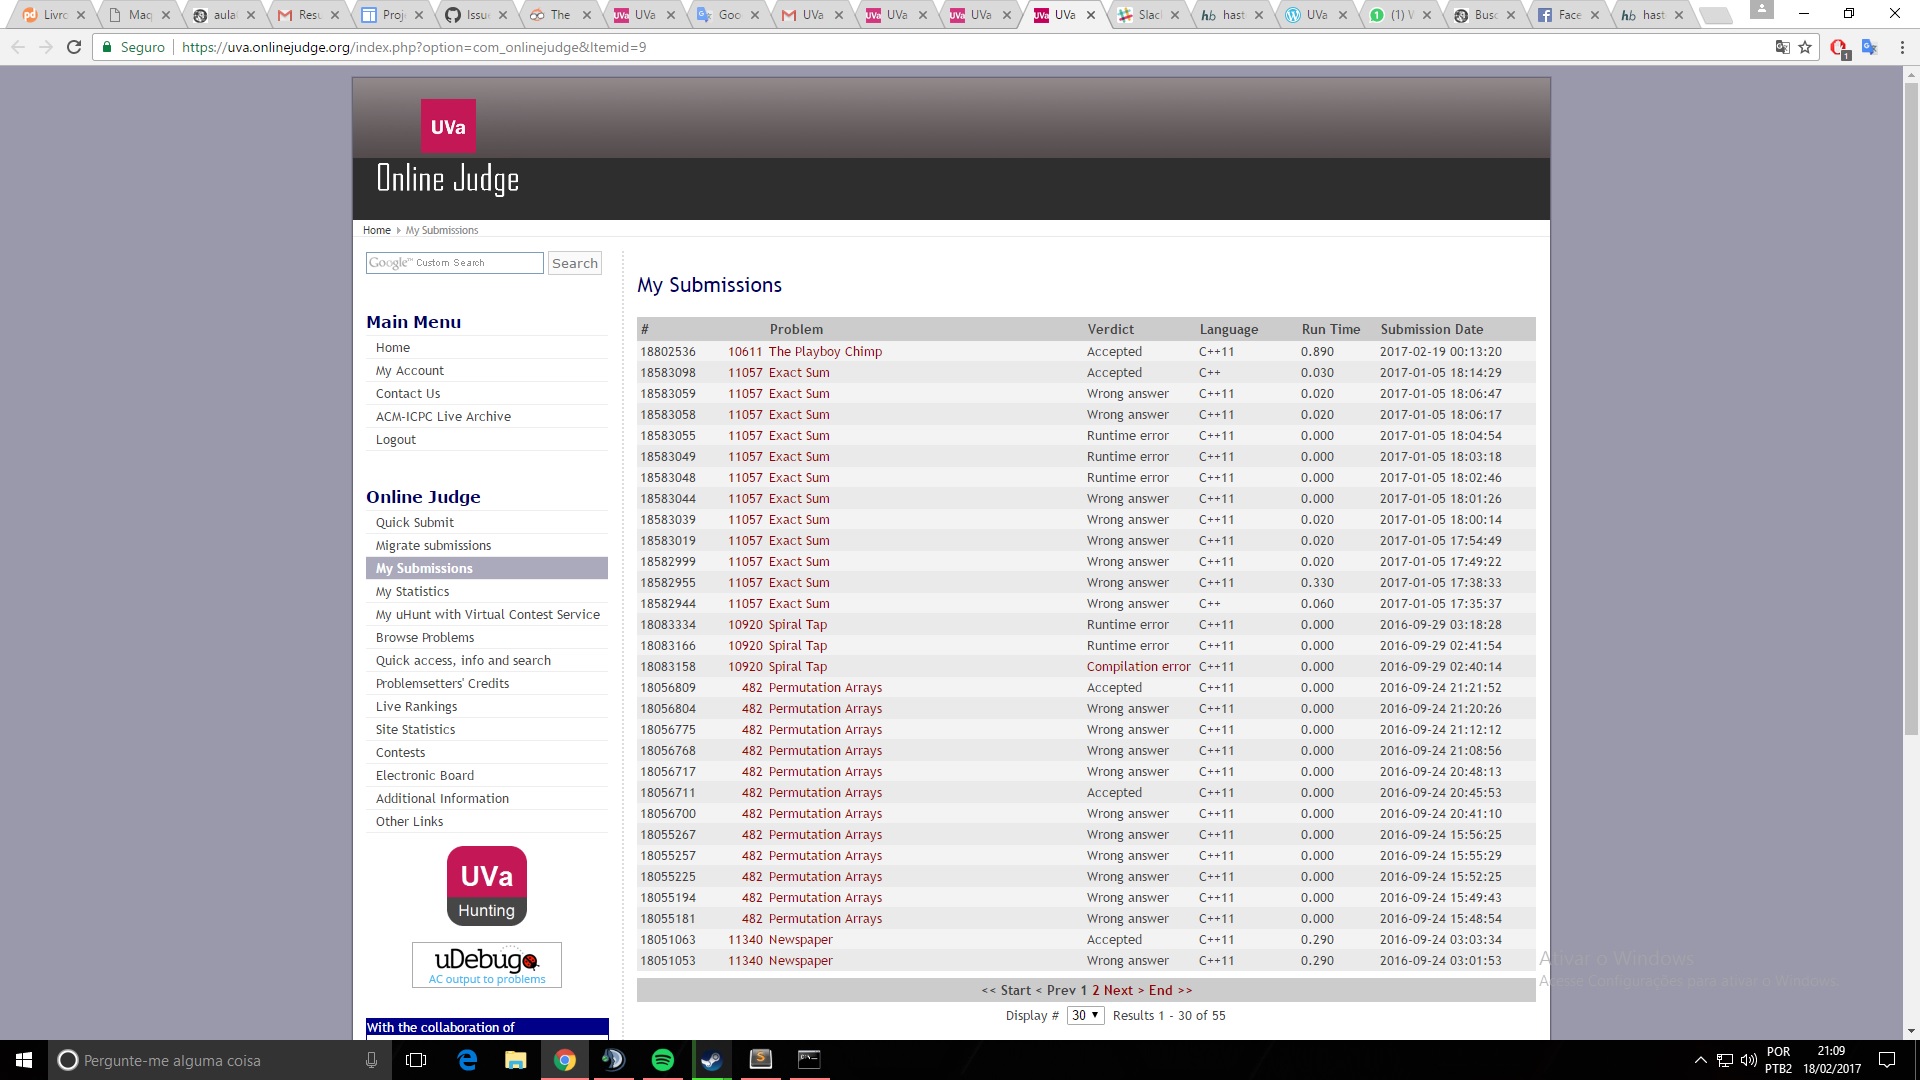 Livro
Maq
aula
Resu
Proje
Issue
The
UVa
Goo
UVa
UVa
UVa
UVa
Slac
hast
UVa
(1) W
Busc
Face
hast
Seguro https://uva.onlinejudge.org/index.php?option=com_onlinejudge&Itemid=9
1
UVa
Online Judge
Home My Submissions
Google™ Custom Search Search
Main Menu
Home
My Account
Contact Us
ACM-ICPC Live Archive
Logout
Online Judge
Quick Submit
Migrate submissions
My Submissions
My Statistics
My uHunt with Virtual Contest Service
Browse Problems
Quick access, info and search
Problemsetters' Credits
Live Rankings
Site Statistics
Contests
Electronic Board
Additional Information
Other Links
UVa
Hunting
uDebug
AC output to problems
With the collaboration of
My Submissions
# Problem Verdict Language Run Time Submission Date
18802536 10611 The Playboy Chimp Accepted C++11 0.890 2017-02-19 00:13:20
18583098 11057 Exact Sum Accepted C++ 0.030 2017-01-05 18:14:29
18583059 11057 Exact Sum Wrong answer C++11 0.020 2017-01-05 18:06:47
18583058 11057 Exact Sum Wrong answer C++11 0.020 2017-01-05 18:06:17
18583055 11057 Exact Sum Runtime error C++11 0.000 2017-01-05 18:04:54
18583049 11057 Exact Sum Runtime error C++11 0.000 2017-01-05 18:03:18
18583048 11057 Exact Sum Runtime error C++11 0.000 2017-01-05 18:02:46
18583044 11057 Exact Sum Wrong answer C++11 0.000 2017-01-05 18:01:26
18583039 11057 Exact Sum Wrong answer C++11 0.020 2017-01-05 18:00:14
18583019 11057 Exact Sum Wrong answer C++11 0.020 2017-01-05 17:54:49
18582999 11057 Exact Sum Wrong answer C++11 0.020 2017-01-05 17:49:22
18582955 11057 Exact Sum Wrong answer C++11 0.330 2017-01-05 17:38:33
18582944 11057 Exact Sum Wrong answer C++ 0.060 2017-01-05 17:35:37
18083334 10920 Spiral Tap Runtime error C++11 0.000 2016-09-29 03:18:28
18083166 10920 Spiral Tap Runtime error C++11 0.000 2016-09-29 02:41:54
18083158 10920 Spiral Tap Compilation error C++11 0.000 2016-09-29 02:40:14
18056809 482 Permutation Arrays Accepted C++11 0.000 2016-09-24 21:21:52
18056804 482 Permutation Arrays Wrong answer C++11 0.000 2016-09-24 21:20:26
18056775 482 Permutation Arrays Wrong answer C++11 0.000 2016-09-24 21:12:12
18056768 482 Permutation Arrays Wrong answer C++11 0.000 2016-09-24 21:08:56
18056717 482 Permutation Arrays Wrong answer C++11 0.000 2016-09-24 20:48:13
18056711 482 Permutation Arrays Accepted C++11 0.000 2016-09-24 20:45:53
18056700 482 Permutation Arrays Wrong answer C++11 0.000 2016-09-24 20:41:10
18055267 482 Permutation Arrays Wrong answer C++11 0.000 2016-09-24 15:56:25
18055257 482 Permutation Arrays Wrong answer C++11 0.000 2016-09-24 15:55:29
18055225 482 Permutation Arrays Wrong answer C++11 0.000 2016-09-24 15:52:25
18055194 482 Permutation Arrays Wrong answer C++11 0.000 2016-09-24 15:49:43
18055181 482 Permutation Arrays Wrong answer C++11 0.000 2016-09-24 15:48:54
18051063 11340 Newspaper Accepted C++11 0.290 2016-09-24 03:03:34
18051053 11340 Newspaper Wrong answer C++11 0.290 2016-09-24 03:01:53
<< Start < Prev 1 2 Next > End >>
Display # 30 Results 1 - 30 of 55
Ativar o Windows
Acesse Configurações para ativar o Windows.
Pergunte-me alguma coisa
POR
PTB2
21:09
18/02/2017